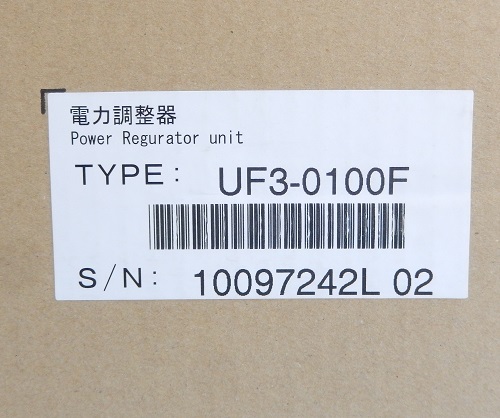 電力調整器
Power Regurator unit
TYPE: UF3-0100F
S/N: 10097242L 02